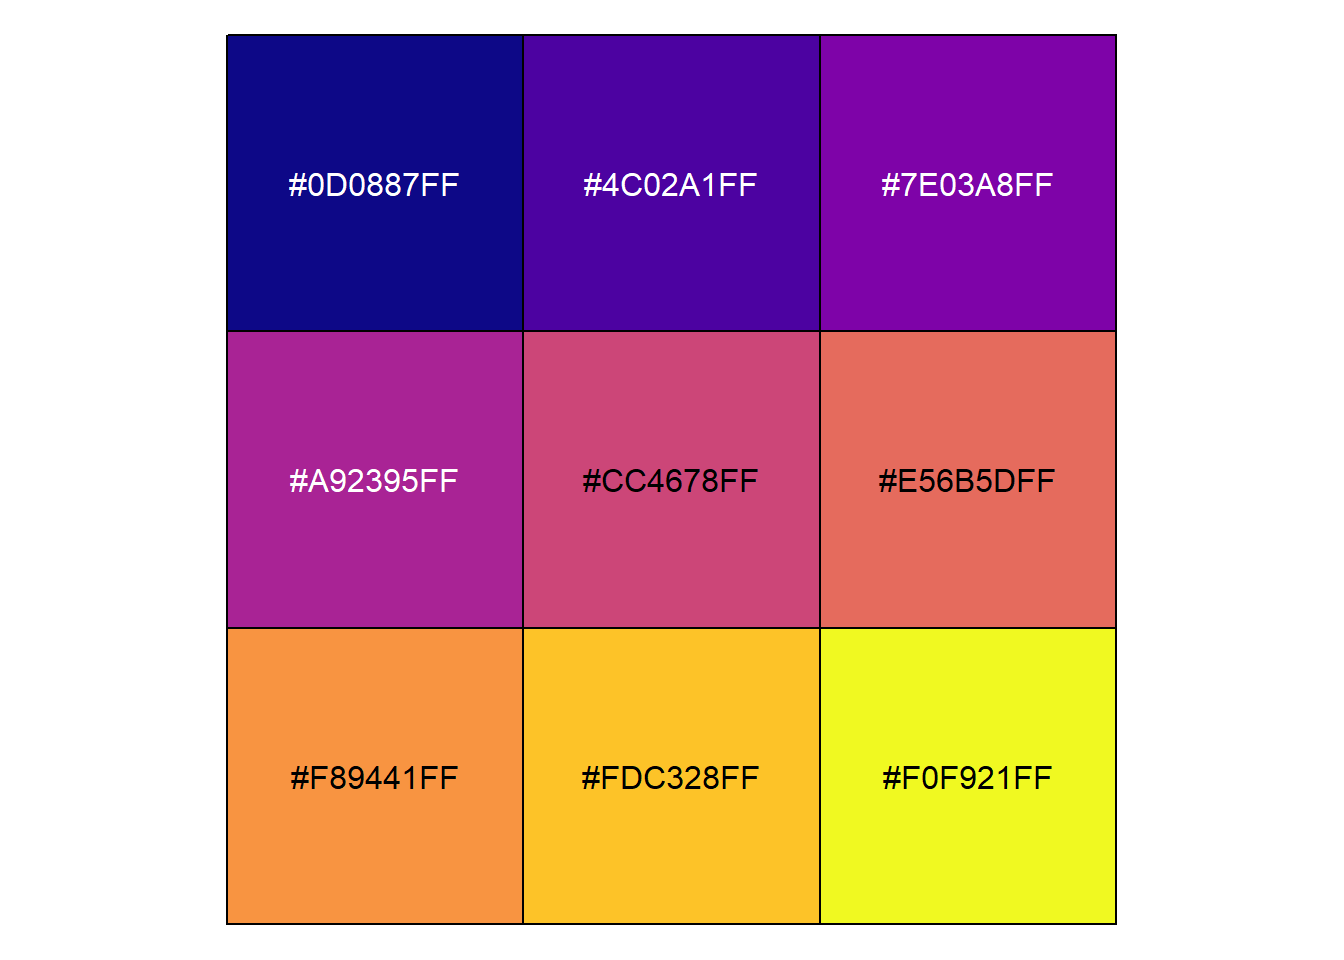 #0D0887FF #4C02A1FF #7E03A8FF
#A92395FF #CC4678FF #E56B5DFF
#F89441FF #FDC328FF #F0F921FF